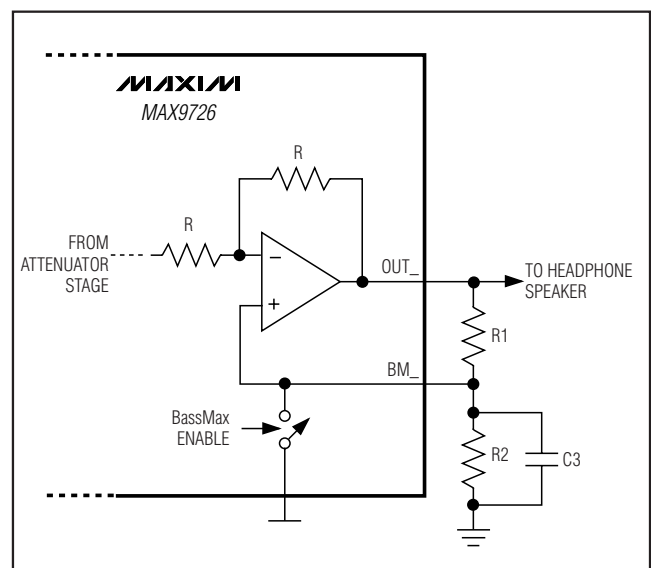 MAXIM
MAX9726
R
R
FROM
ATTENUATOR
STAGE
−
+
OUT_
TO HEADPHONE
SPEAKER
R1
BM_
BassMax
ENABLE
R2
C3